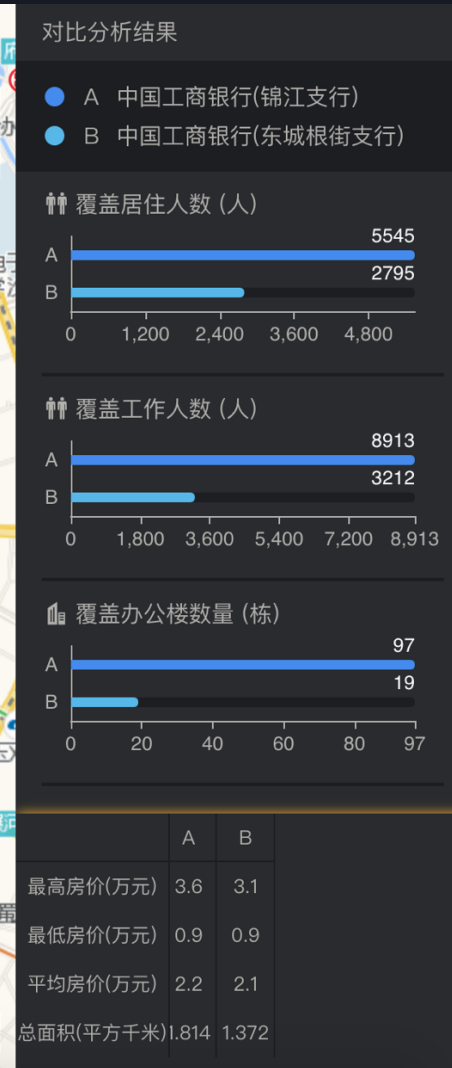 对比分析结果
A 中国工商银行(锦江支行)
B 中国工商银行(东城根街支行)
覆盖居住人数 (人)
5545
A
2795
B
0 1,200 2,400 3,600 4,800
覆盖工作人数 (人)
8913
A
3212
B
0 1,800 3,600 5,400 7,200 8,913
覆盖办公楼数量 (栋)
97
A
19
B
0 20 40 60 80 97
A B
最高房价(万元) 3.6 3.1
最低房价(万元) 0.9 0.9
平均房价(万元) 2.2 2.1
总面积(平方千米) 1.814 1.372